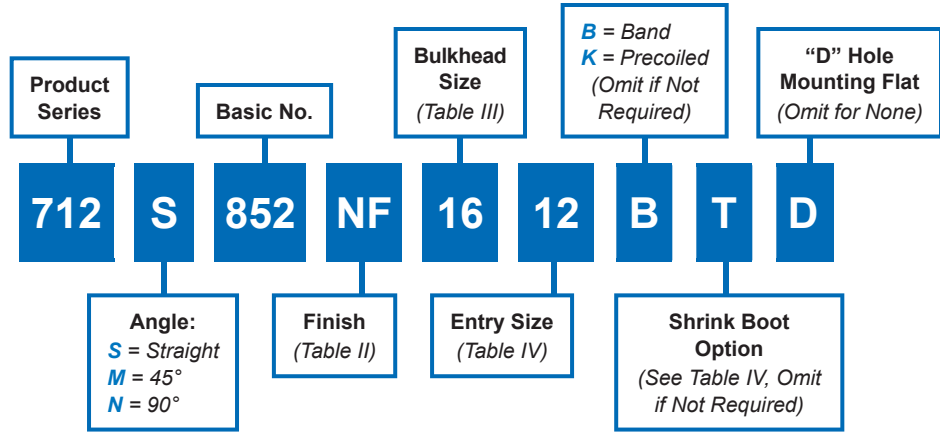 Product
Series
Basic No.
Bulkhead
Size
(Table III)
B = Band
K = Precoiled
(Omit if Not
Required)
“D” Hole
Mounting Flat
(Omit for None)
712 S 852 NF 16 12 B T D
Angle:
S = Straight
M = 45°
N = 90°
Finish
(Table II)
Entry Size
(Table IV)
Shrink Boot
Option
(See Table IV, Omit
if Not Required)